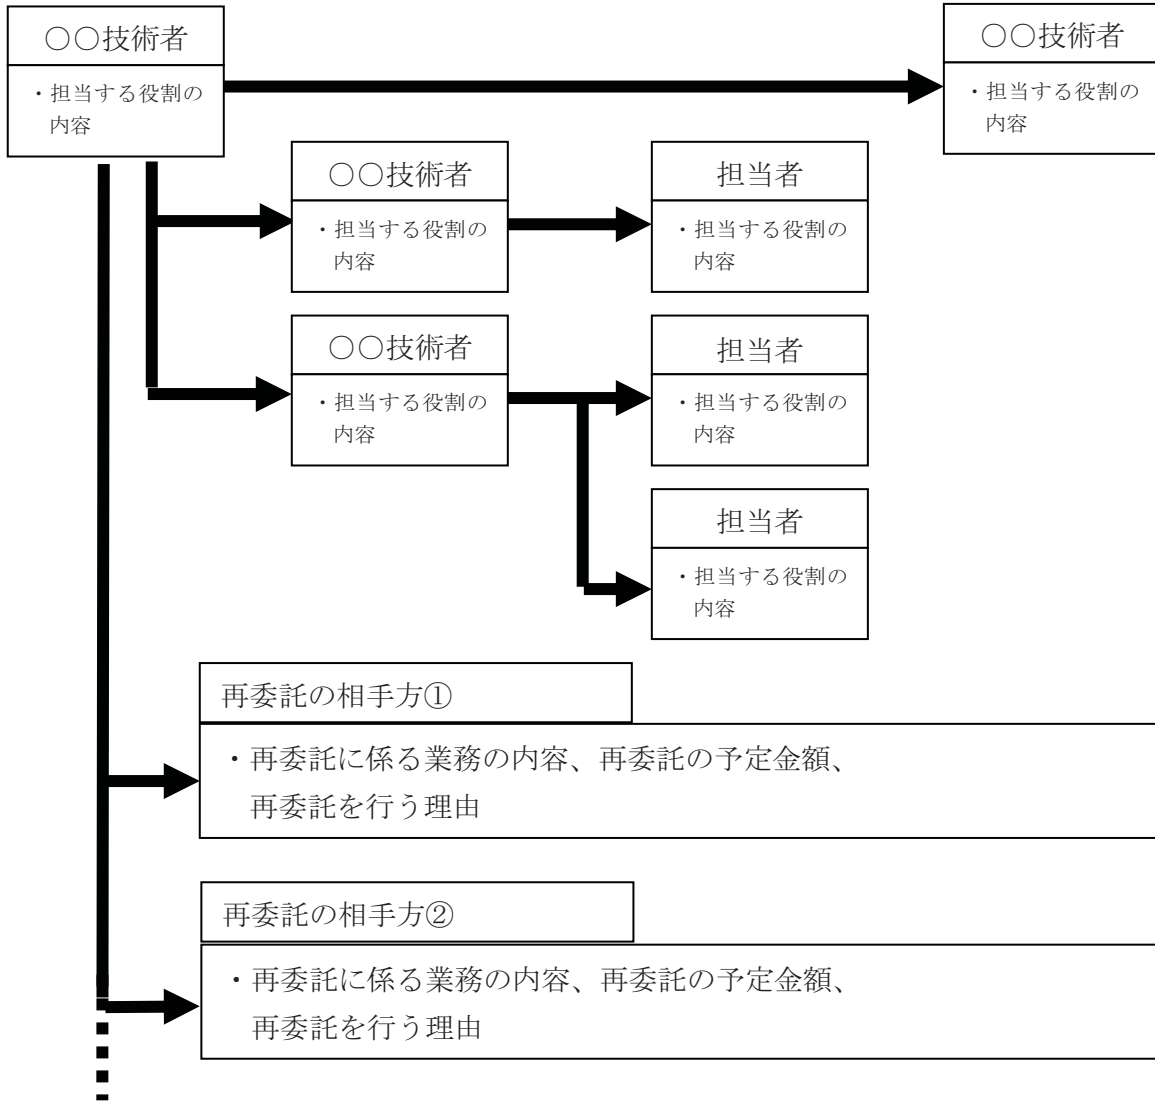 〇〇技術者
・担当する役割の
内容
〇〇技術者
・担当する役割の
内容
〇〇技術者
・担当する役割の
内容
担当者
・担当する役割の
内容
〇〇技術者
・担当する役割の
内容
担当者
・担当する役割の
内容
担当者
・担当する役割の
内容
再委託の相手方①
・再委託に係る業務の内容、再委託の予定金額、
再委託を行う理由
再委託の相手方②
・再委託に係る業務の内容、再委託の予定金額、
再委託を行う理由